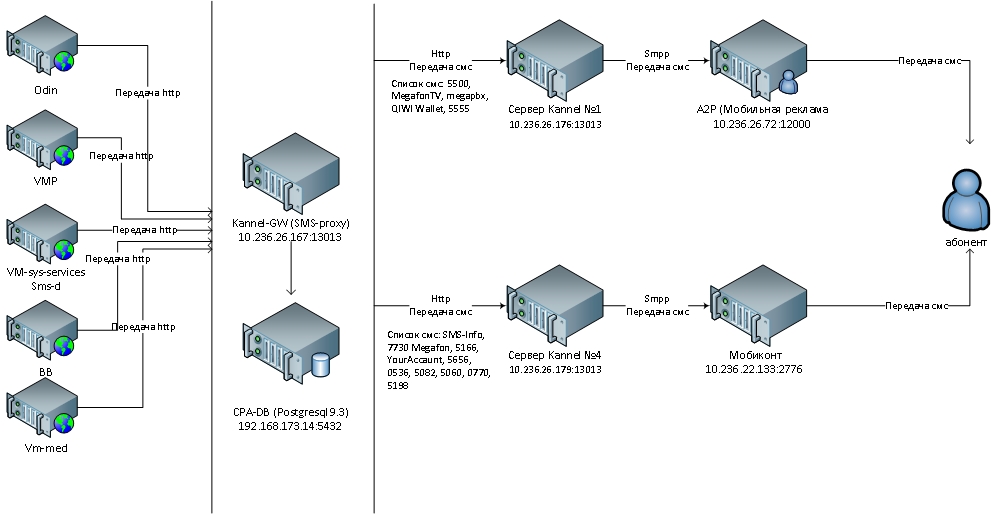 Odin
Передача http
VMP
Передача http
VM-sys-services
Sms-d
Передача http
Передача http
BB
Передача http
Vm-med
Kannel-GW (SMS-proxy)
10.236.26.167:13013
CPA-DB (Postgresql 9.3)
192.168.173.14:5432
Http
Передача смс
Список смс: 5500,
MegafonTV, megapbx,
QIWI Wallet, 5555
Сервер Kannel №1
10.236.26.176:13013
Smpp
Передача смс
A2P (Мобильная реклама
10.236.26.72:12000
Передача смс
абонент
Http
Передача смс
Список смс: SMS-Info,
7730 Megafon, 5166,
YourAccaunt, 5656,
0536, 5082, 5060, 0770,
5198
Сервер Kannel №4
10.236.26.179:13013
Smpp
Передача смс
Мобиконт
10.236.22.133:2776
Передача смс